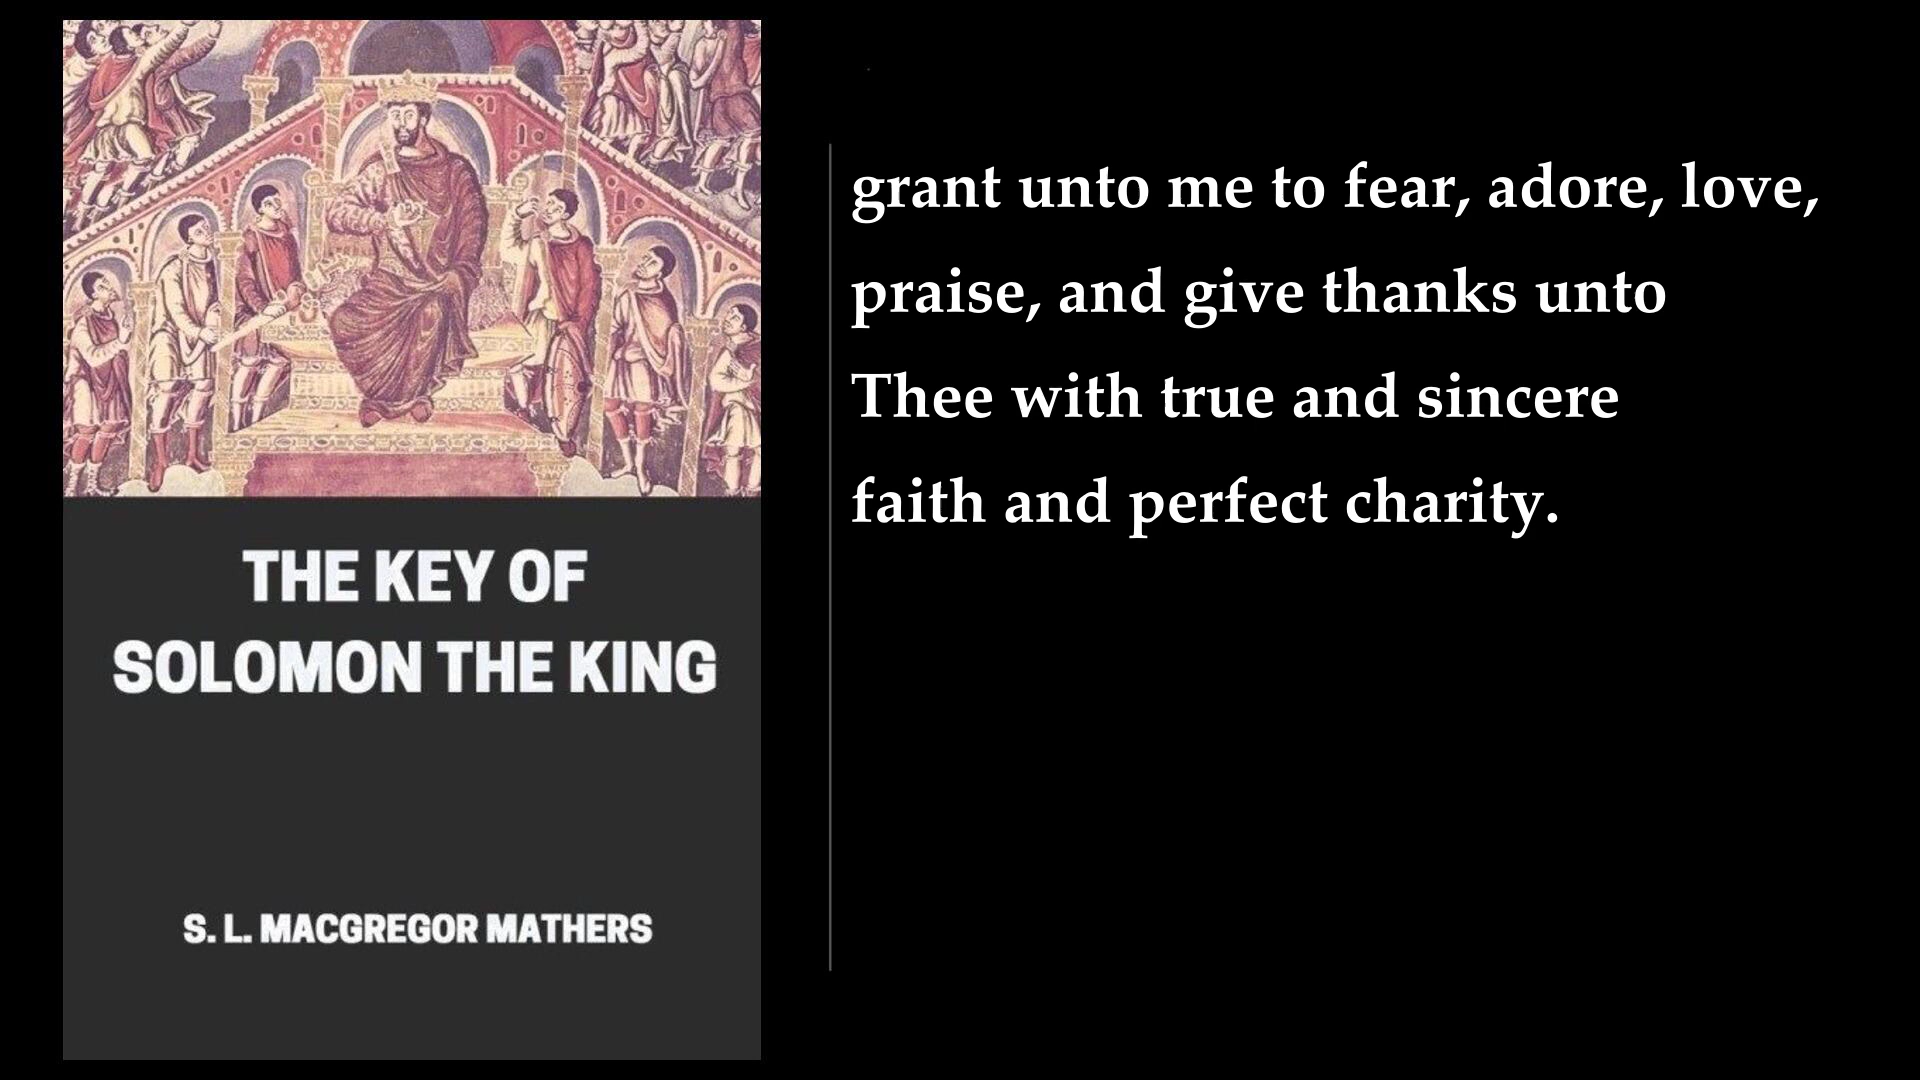 THE KEY OF
SOLOMON THE KING
S. L. MACGREGOR MATHERS
grant unto me to fear, adore, love,
praise, and give thanks unto
Thee with true and sincere
faith and perfect charity.